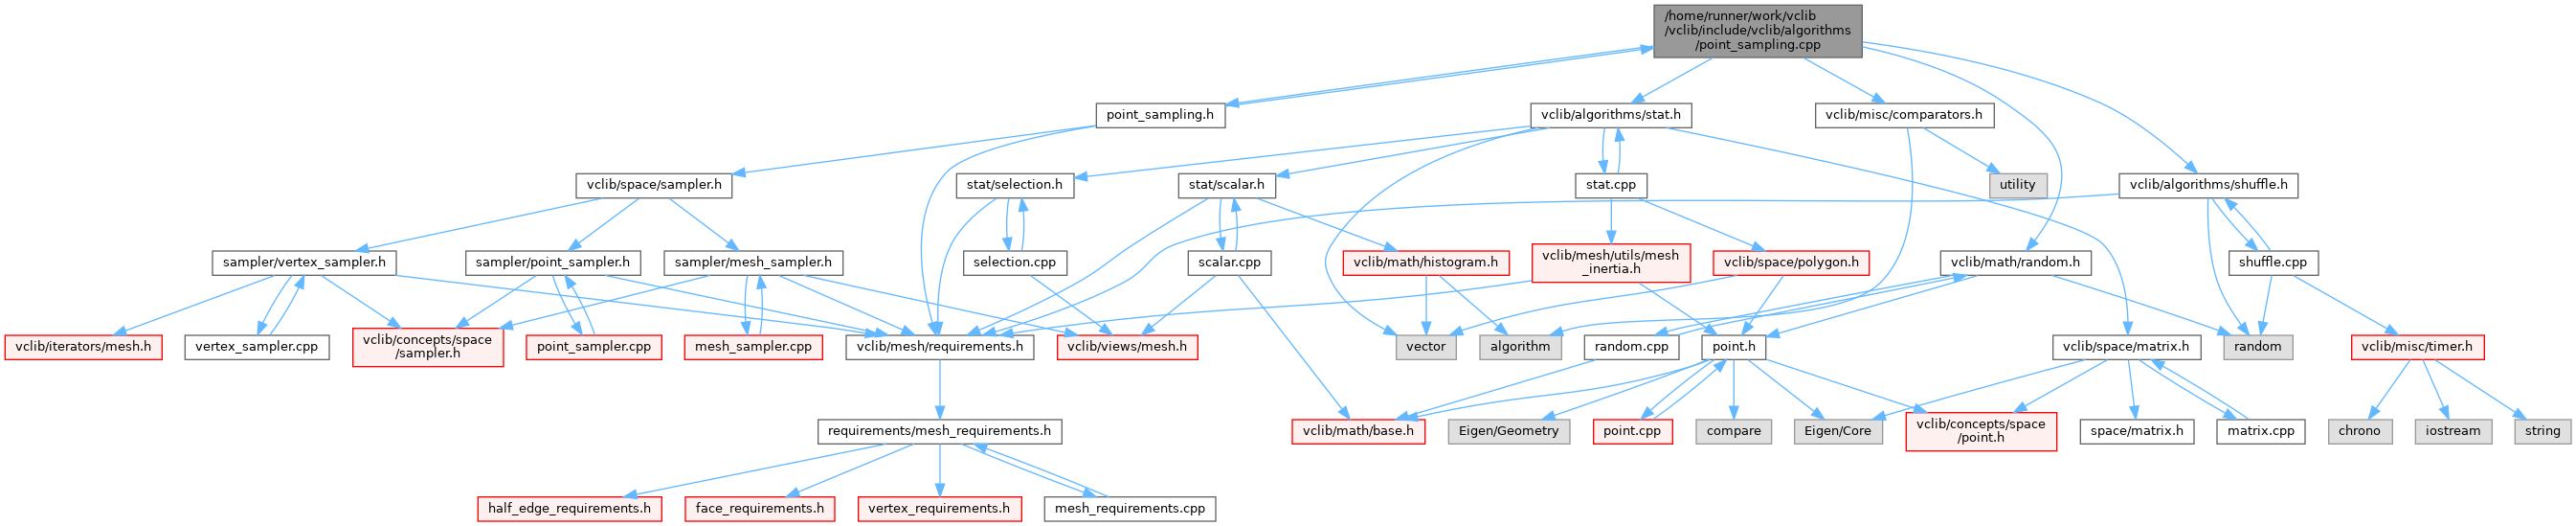 /home/runner/work/vclib
/vclib/include/vclib/algorithms
/point_sampling.cpp
point_sampling.h
vclib/algorithms/stat.h
vclib/misc/comparators.h
vclib/space/sampler.h
stat/selection.h
stat/scalar.h
stat.cpp
utility
vclib/algorithms/shuffle.h
sampler/vertex_sampler.h
sampler/point_sampler.h
sampler/mesh_sampler.h
selection.cpp
scalar.cpp
vclib/math/histogram.h
vclib/mesh/utils/mesh
_inertia.h
vclib/space/polygon.h
vclib/math/random.h
shuffle.cpp
vclib/iterators/mesh.h
vertex_sampler.cpp
vclib/concepts/space
/sampler.h
point_sampler.cpp
mesh_sampler.cpp
vclib/mesh/requirements.h
vclib/views/mesh.h
vector
algorithm
random.cpp
point.h
vclib/space/matrix.h
random
vclib/misc/timer.h
requirements/mesh_requirements.h
vclib/math/base.h
Eigen/Geometry
point.cpp
compare
Eigen/Core
vclib/concepts/space
/point.h
space/matrix.h
matrix.cpp
chrono
iostream
string
half_edge_requirements.h
face_requirements.h
vertex_requirements.h
mesh_requirements.cpp